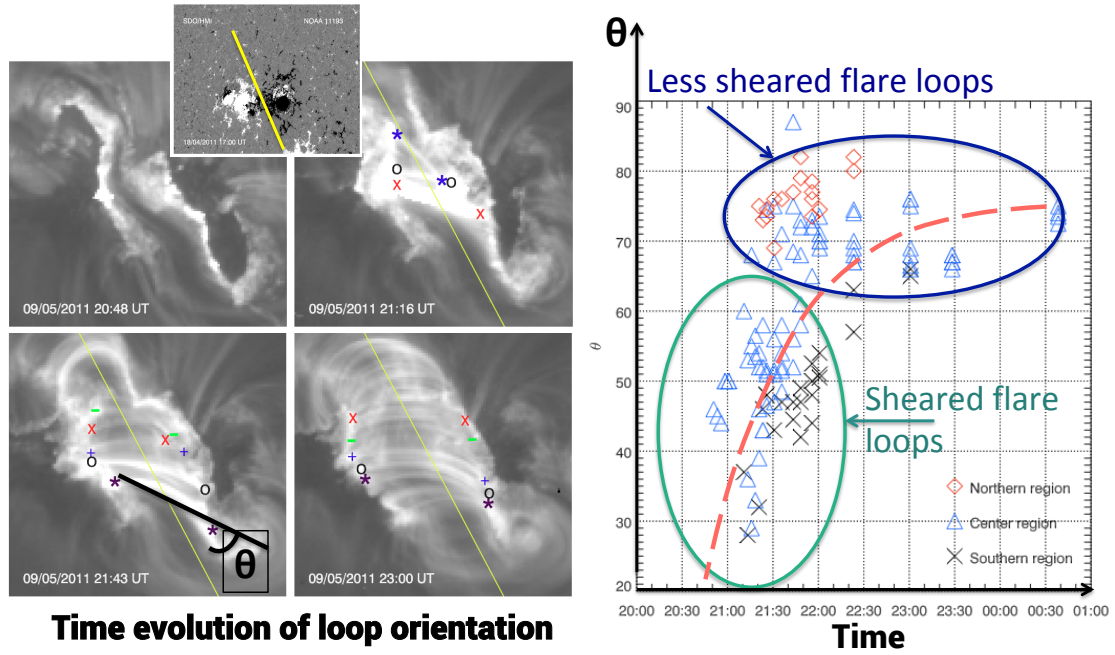 SDO/HMI
NOAA 11193
18/04/2011 17:00 UT
09/05/2011 20:48 UT
09/05/2011 21:16 UT
09/05/2011 21:43 UT
θ
09/05/2011 23:00 UT
Time evolution of loop orientation
θ
Less sheared flare loops
90
80
70
60
50
40
30
20
θ
Sheared flare
loops
Northern region
Center region
Southern region
20:00 20:30 21:00 21:30 22:00 22:30 23:00 23:30 00:00 00:30 01:00
Time